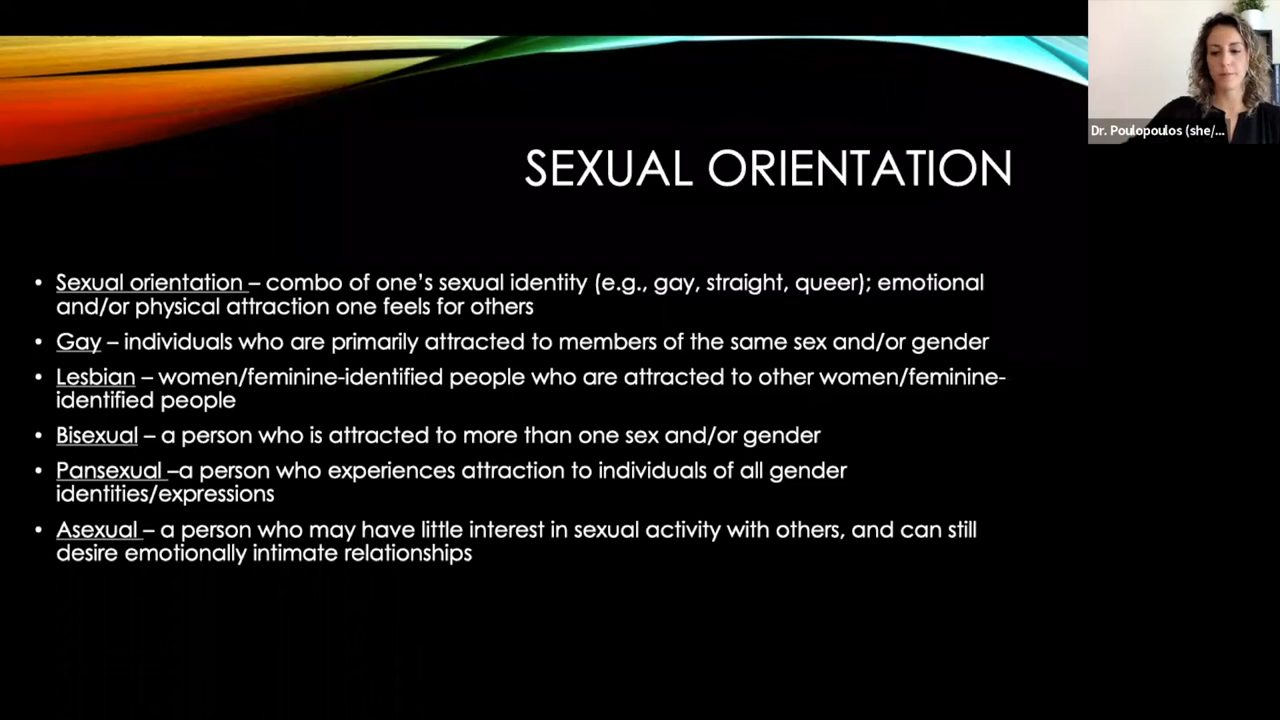 Dr. Poulopoulos (she/...
SEXUAL ORIENTATION
• Sexual orientation – combo of one's sexual identity (e.g., gay, straight, queer); emotional
and/or physical attraction one feels for others
• Gay – individuals who are primarily attracted to members of the same sex and/or gender
• Lesbian – women/feminine-identified people who are attracted to other women/feminine-
identified people
• Bisexual – a person who is attracted to more than one sex and/or gender
• Pansexual –a person who experiences attraction to individuals of all gender
identities/expressions
• Asexual – a person who may have little interest in sexual activity with others, and can still
desire emotionally intimate relationships